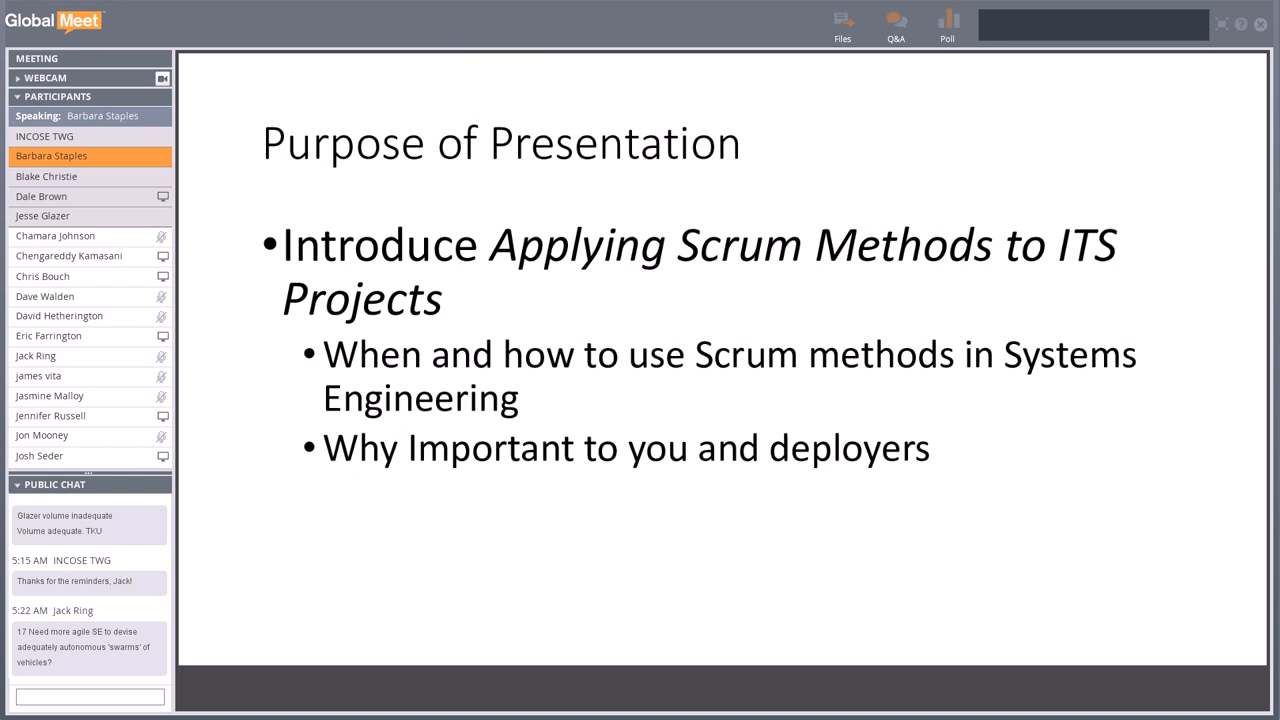 Global Meet
Files
Q&A
Poll
MEETING
WEBCAM
PARTICIPANTS
Speaking: Barbara Staples
INCOSE TWG
Barbara Staples
Blake Christie
Dale Brown
Jesse Glazer
Chamara Johnson
Chengareddy Kamasani
Chris Bouch
Dave Walden
David Hetherington
Eric Farrington
Jack Ring
james vita
Jasmine Malloy
Jennifer Russell
Jon Mooney
Josh Seder
PUBLIC CHAT
Glazer volume inadequate
Volume adequate. TKU
5:15 AM INCOSE TWG
Thanks for the reminders, Jack!
5:22 AM Jack Ring
17 Need more agile SE to devise
adequately autonomous 'swarms' of
vehicles?
Purpose of Presentation
•Introduce Applying Scrum Methods to ITS
Projects
• When and how to use Scrum methods in Systems
Engineering
• Why Important to you and deployers